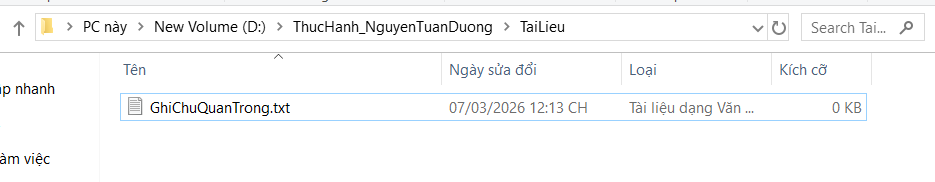 PC này > New Volume (D:) > ThucHanh_NguyenTuanDuong > TaiLieu
Search Tai...
Tên Ngày sửa đổi Loại Kích cỡ
nhanh
GhiChuQuanTrong.txt 07/03/2026 12:13 CH Tài liệu dạng Văn ... 0 KB
việc